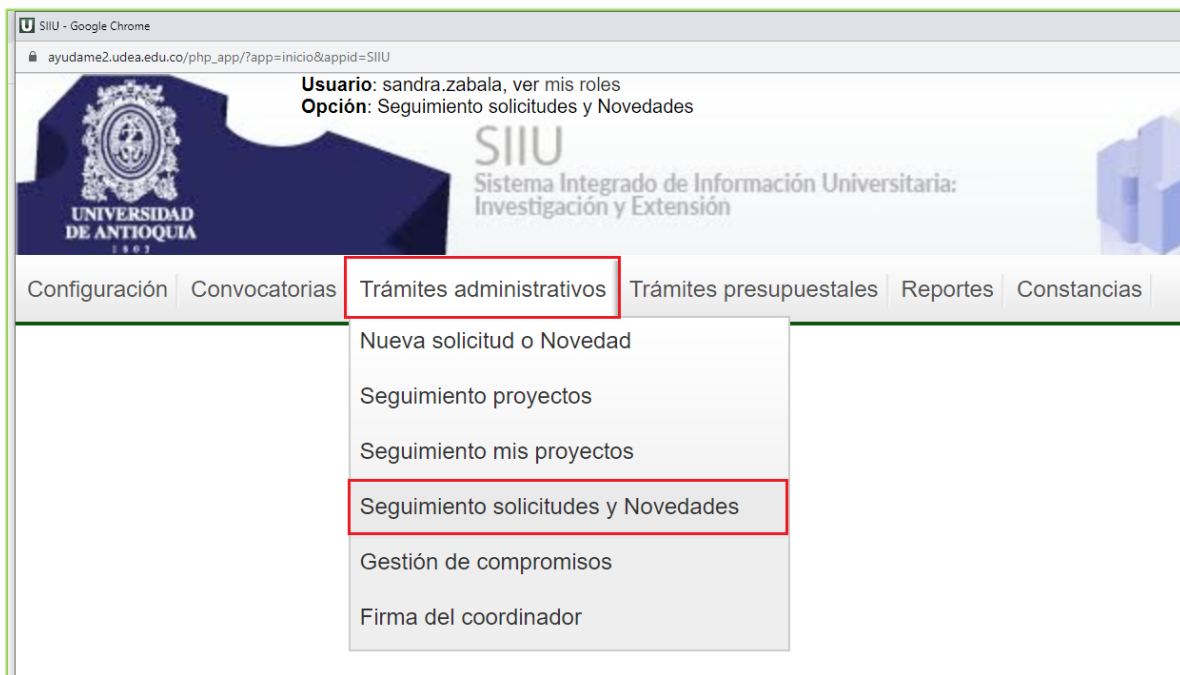 SIIU - Google Chrome
ayudame2.udea.edu.co/php_app/?app=inicio&appid=SIIU
Usuario: sandra.zabala, ver mis roles
Opción: Seguimiento solicitudes y Novedades
SIIU
Sistema Integrado de Información Universitaria:
Investigación y Extensión
UNIVERSIDAD
DE ANTIOQUIA
1803
Configuración Convocatorias Trámites administrativos Trámites presupuestales Reportes Constancias
Nueva solicitud o Novedad
Seguimiento proyectos
Seguimiento mis proyectos
Seguimiento solicitudes y Novedades
Gestión de compromisos
Firma del coordinador